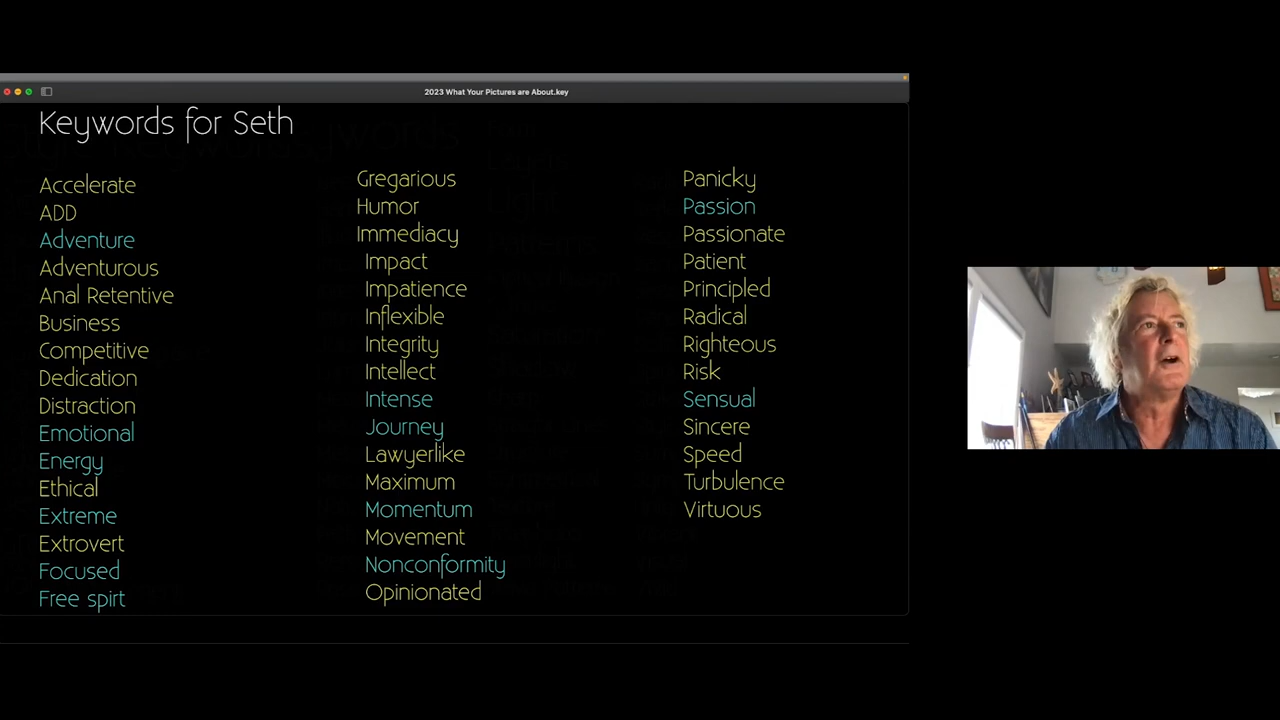 2023 What Your Pictures are About.key
Keywords for Seth
Accelerate
ADD
Adventure
Adventurous
Anal Retentive
Business
Competitive
Dedication
Distraction
Emotional
Energy
Ethical
Extreme
Extrovert
Focused
Free spirt
Gregarious
Humor
Immediacy
Impact
Impatience
Inflexible
Integrity
Intellect
Intense
Journey
Lawyerlike
Maximum
Momentum
Movement
Nonconformity
Opinionated
Panicky
Passion
Passionate
Patient
Principled
Radical
Righteous
Risk
Sensual
Sincere
Speed
Turbulence
Virtuous